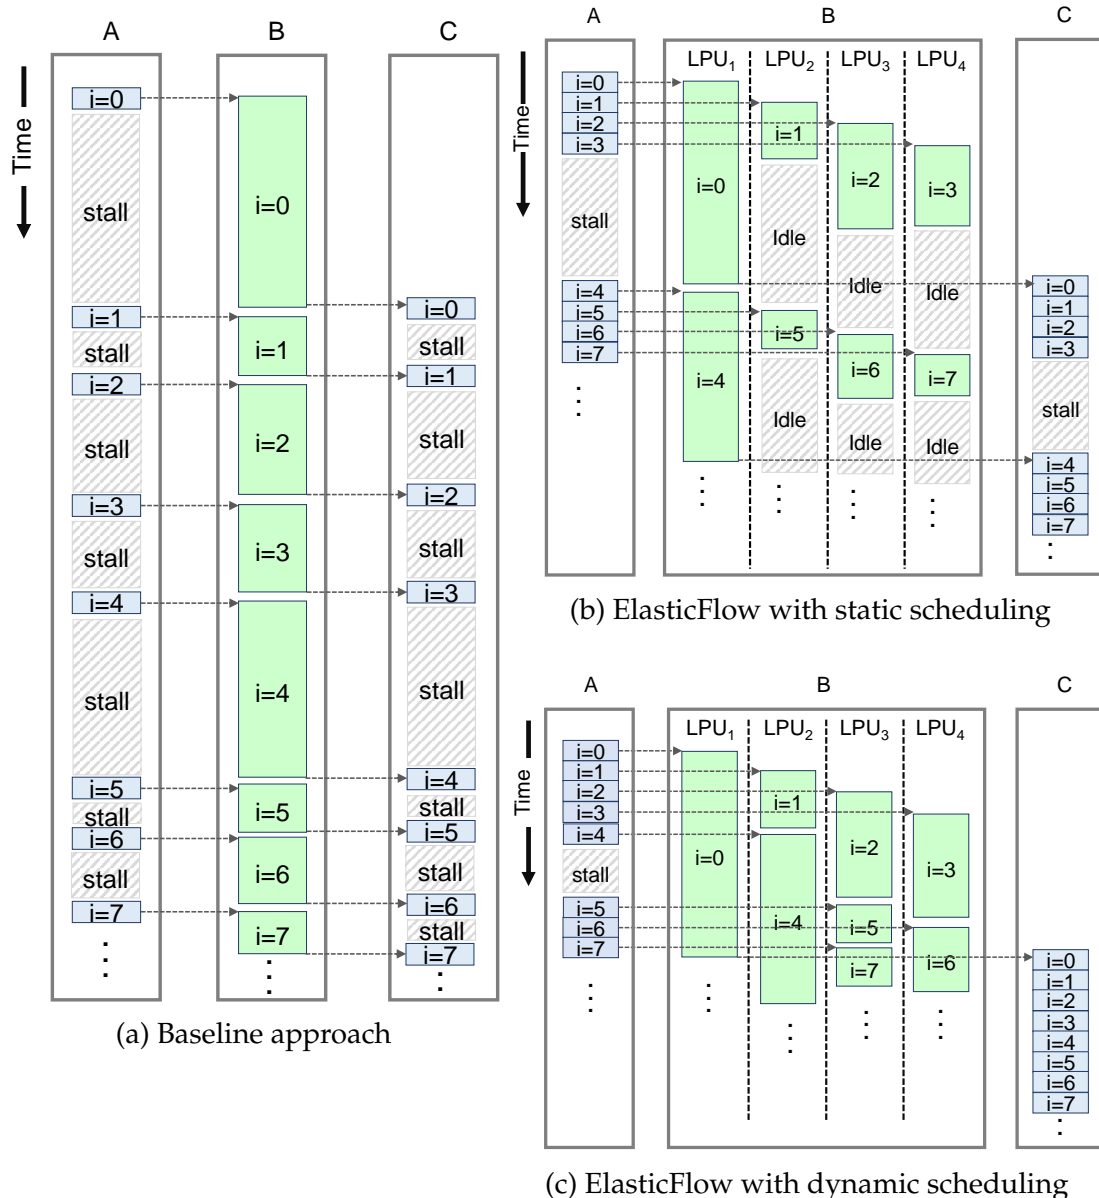 A
B
C
Time
i=0
stall
i=1
stall
i=2
stall
i=3
stall
i=4
stall
i=5
stall
i=6
stall
i=7
i=0
i=1
i=2
i=3
i=4
i=5
i=6
i=7
i=0
stall
i=1
stall
i=2
stall
i=3
stall
i=4
stall
i=5
stall
i=6
stall
i=7
(a) Baseline approach
A
B
C
Time
i=0
i=1
i=2
i=3
stall
i=4
i=5
i=6
i=7
LPU₁
LPU₂
LPU₃
LPU₄
i=0
i=4
i=1
Idle
i=5
Idle
i=2
Idle
i=6
Idle
i=3
Idle
i=7
Idle
i=0
i=1
i=2
i=3
stall
i=4
i=5
i=6
i=7
(b) ElasticFlow with static scheduling
A
B
C
Time
i=0
i=1
i=2
i=3
i=4
stall
i=5
i=6
i=7
LPU₁
LPU₂
LPU₃
LPU₄
i=0
i=1
i=4
i=2
i=5
i=7
i=3
i=6
i=0
i=1
i=2
i=3
i=4
i=5
i=6
i=7
(c) ElasticFlow with dynamic scheduling